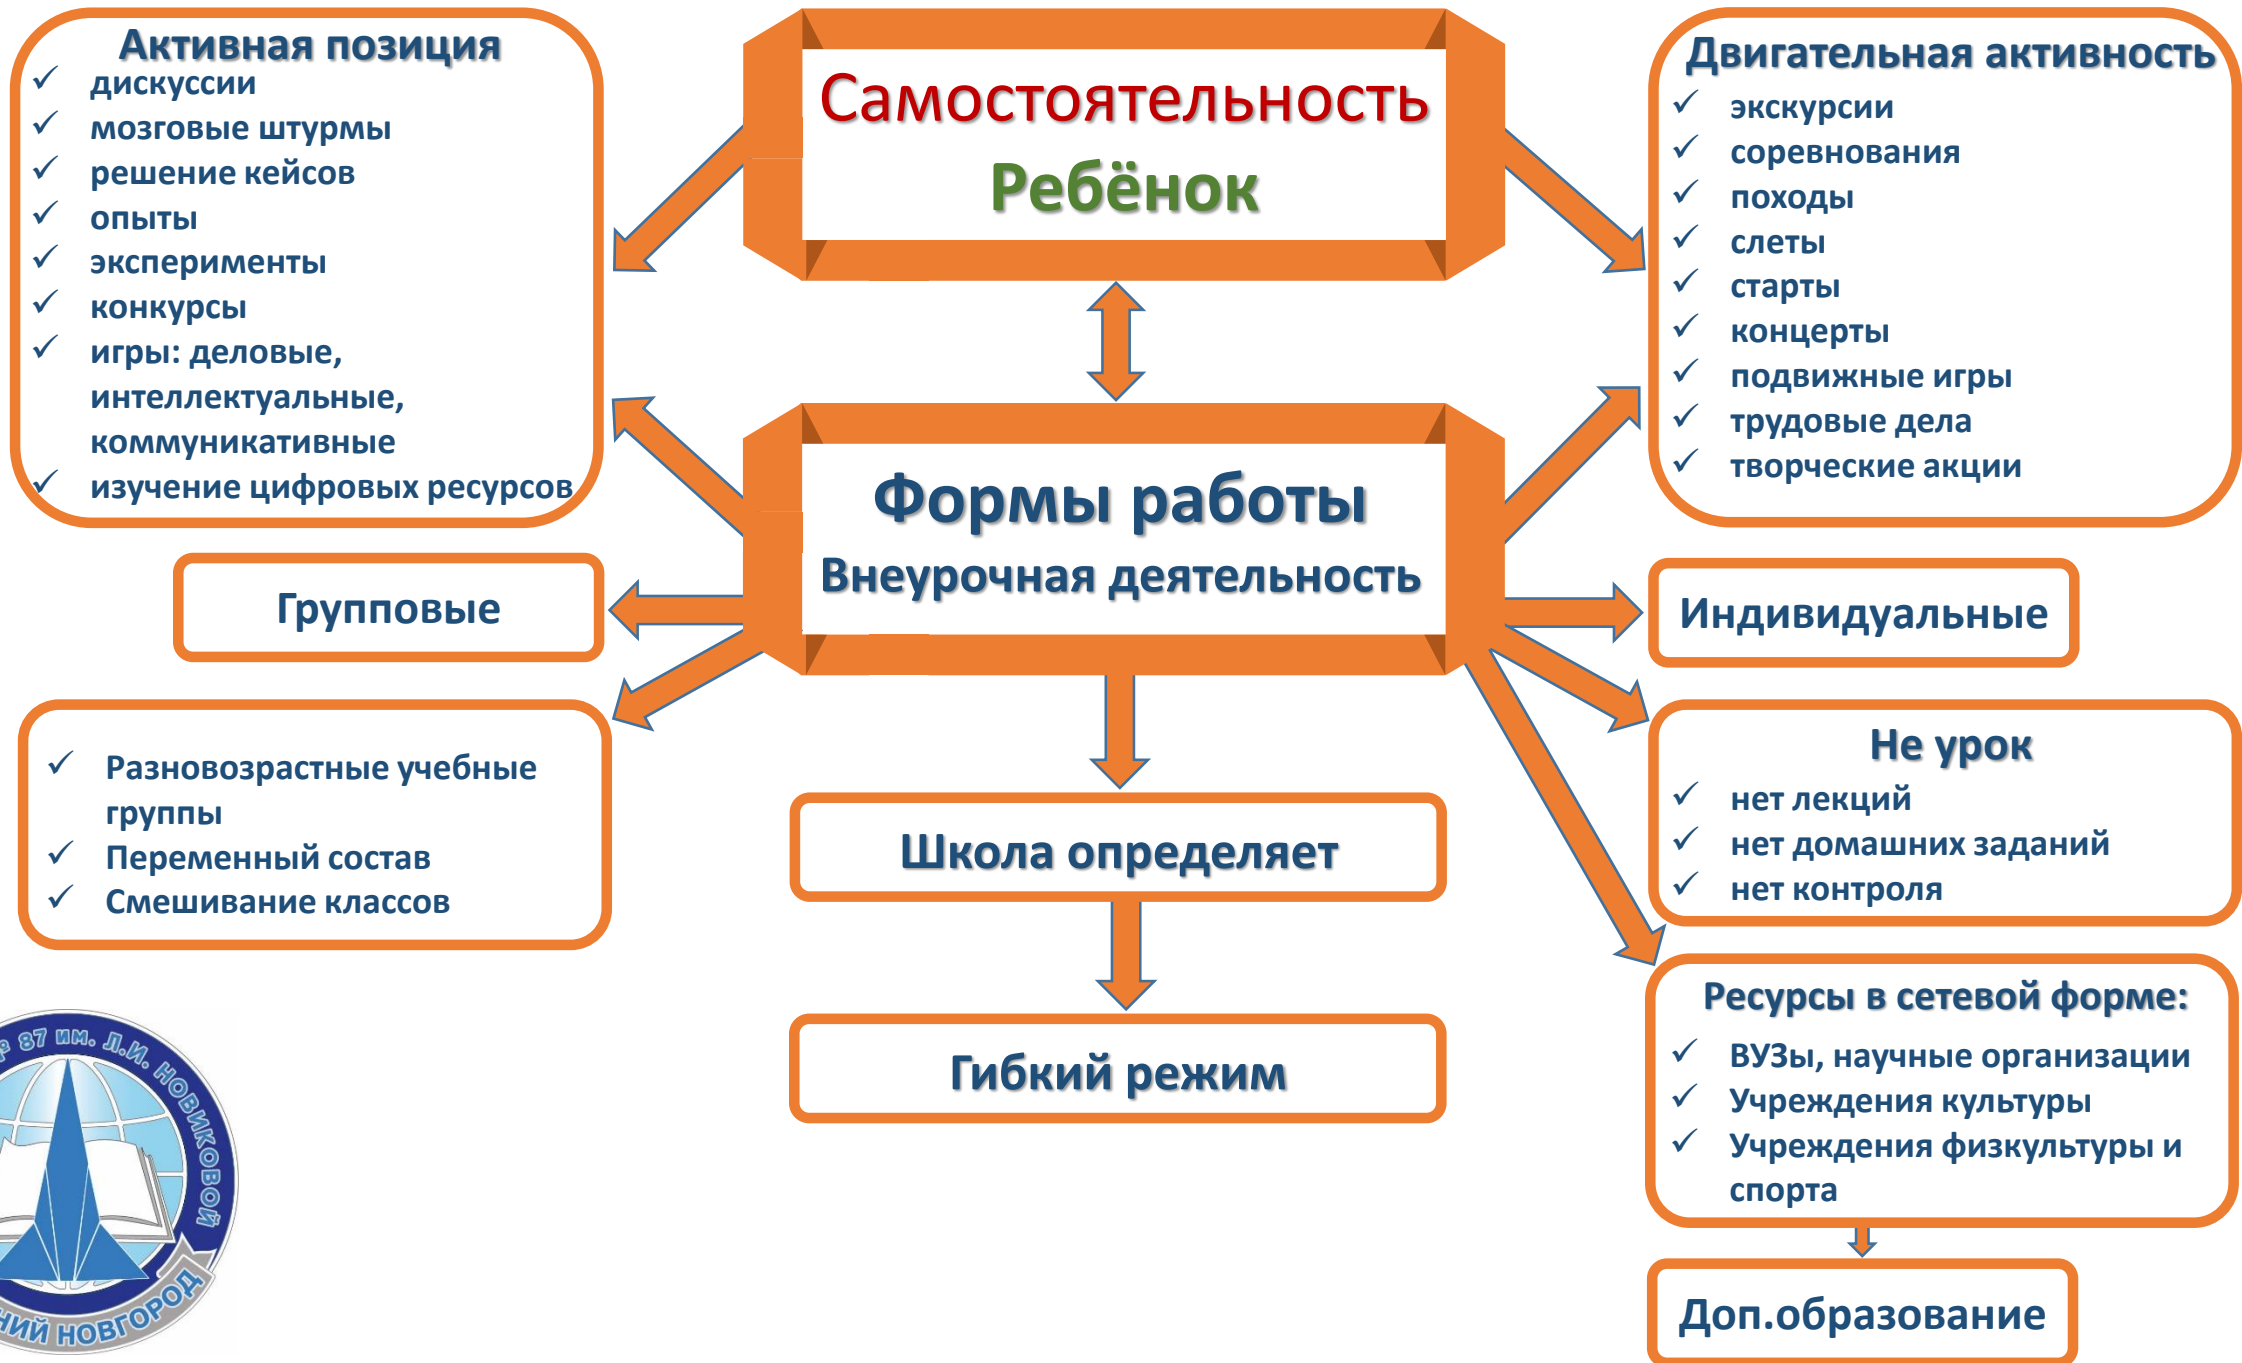 Активная позиция
дискуссии
мозговые штурмы
решение кейсов
опыты
эксперименты
конкурсы
игры: деловые,
интеллектуальные,
коммуникативные
изучение цифровых ресурсов
Самостоятельность
Ребёнок
Двигательная активность
экскурсии
соревнования
походы
слеты
старты
концерты
подвижные игры
трудовые дела
творческие акции
Формы работы
Внеурочная деятельность
Групповые
Индивидуальные
Разновозрастные учебные
группы
Переменный состав
Смешивание классов
Школа определяет
Гибкий режим
Не урок
нет лекций
нет домашних заданий
нет контроля
Ресурсы в сетевой форме:
ВУЗы, научные организации
Учреждения культуры
Учреждения физкультуры и
спорта
Доп.образование
87 им. Л.И. НОВИКОВОЙ
НОВГОРОД